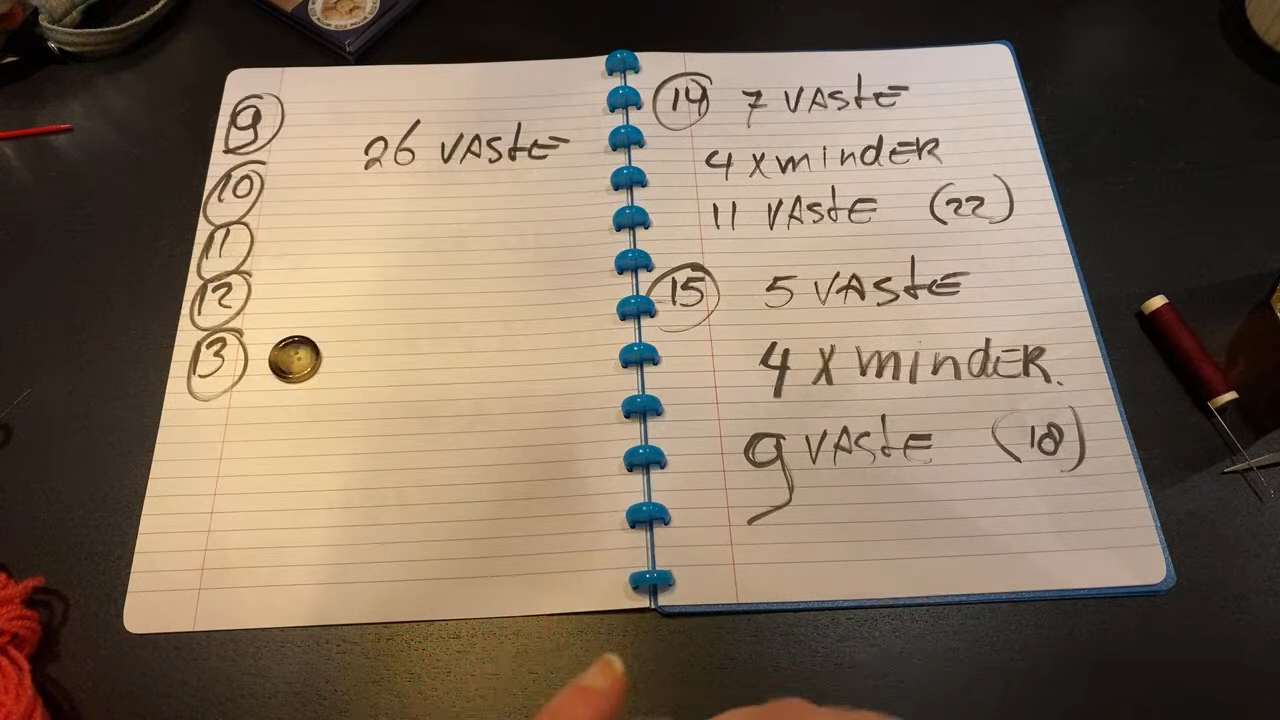 9
26 VASTE
10
11
12
13
14 7 VASTE
4 X MINDER
11 VASTE (22)
15 5 VASTE
4 X MINDER.
9 VASTE (18)